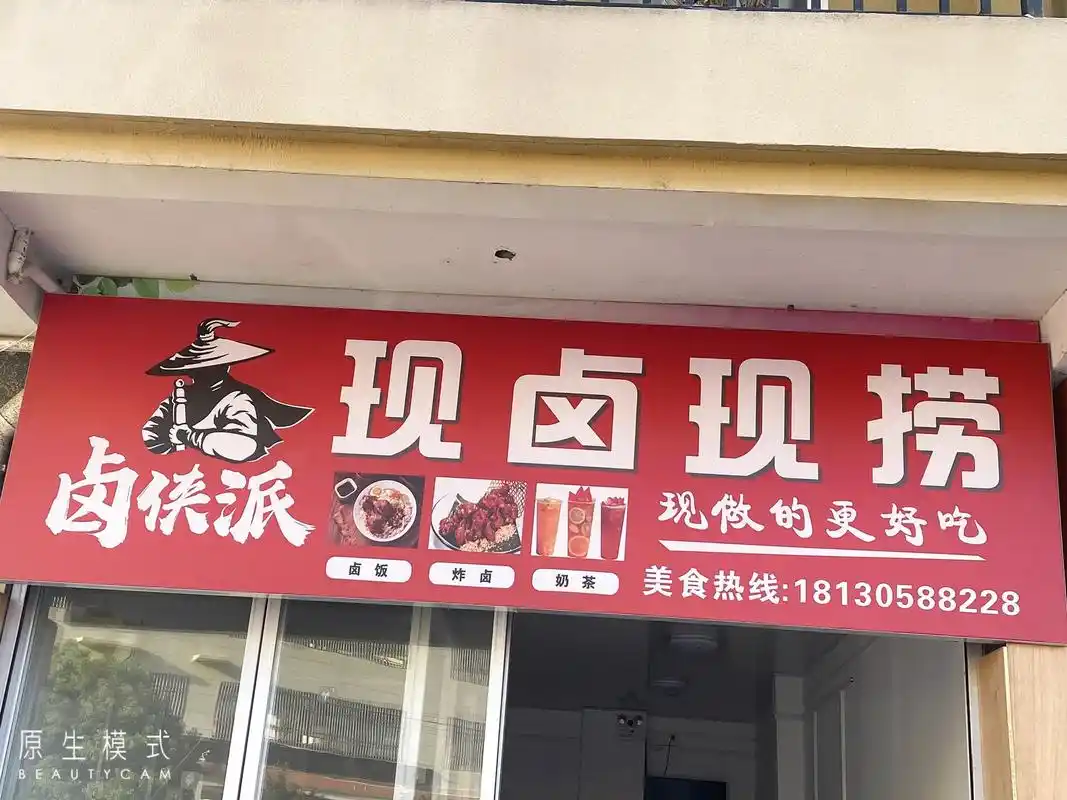 卤侠派
现卤现捞
卤饭
炸卤
奶茶
现做的更好吃
美食热线:18130588228
原生模式
BEAUTYCAM